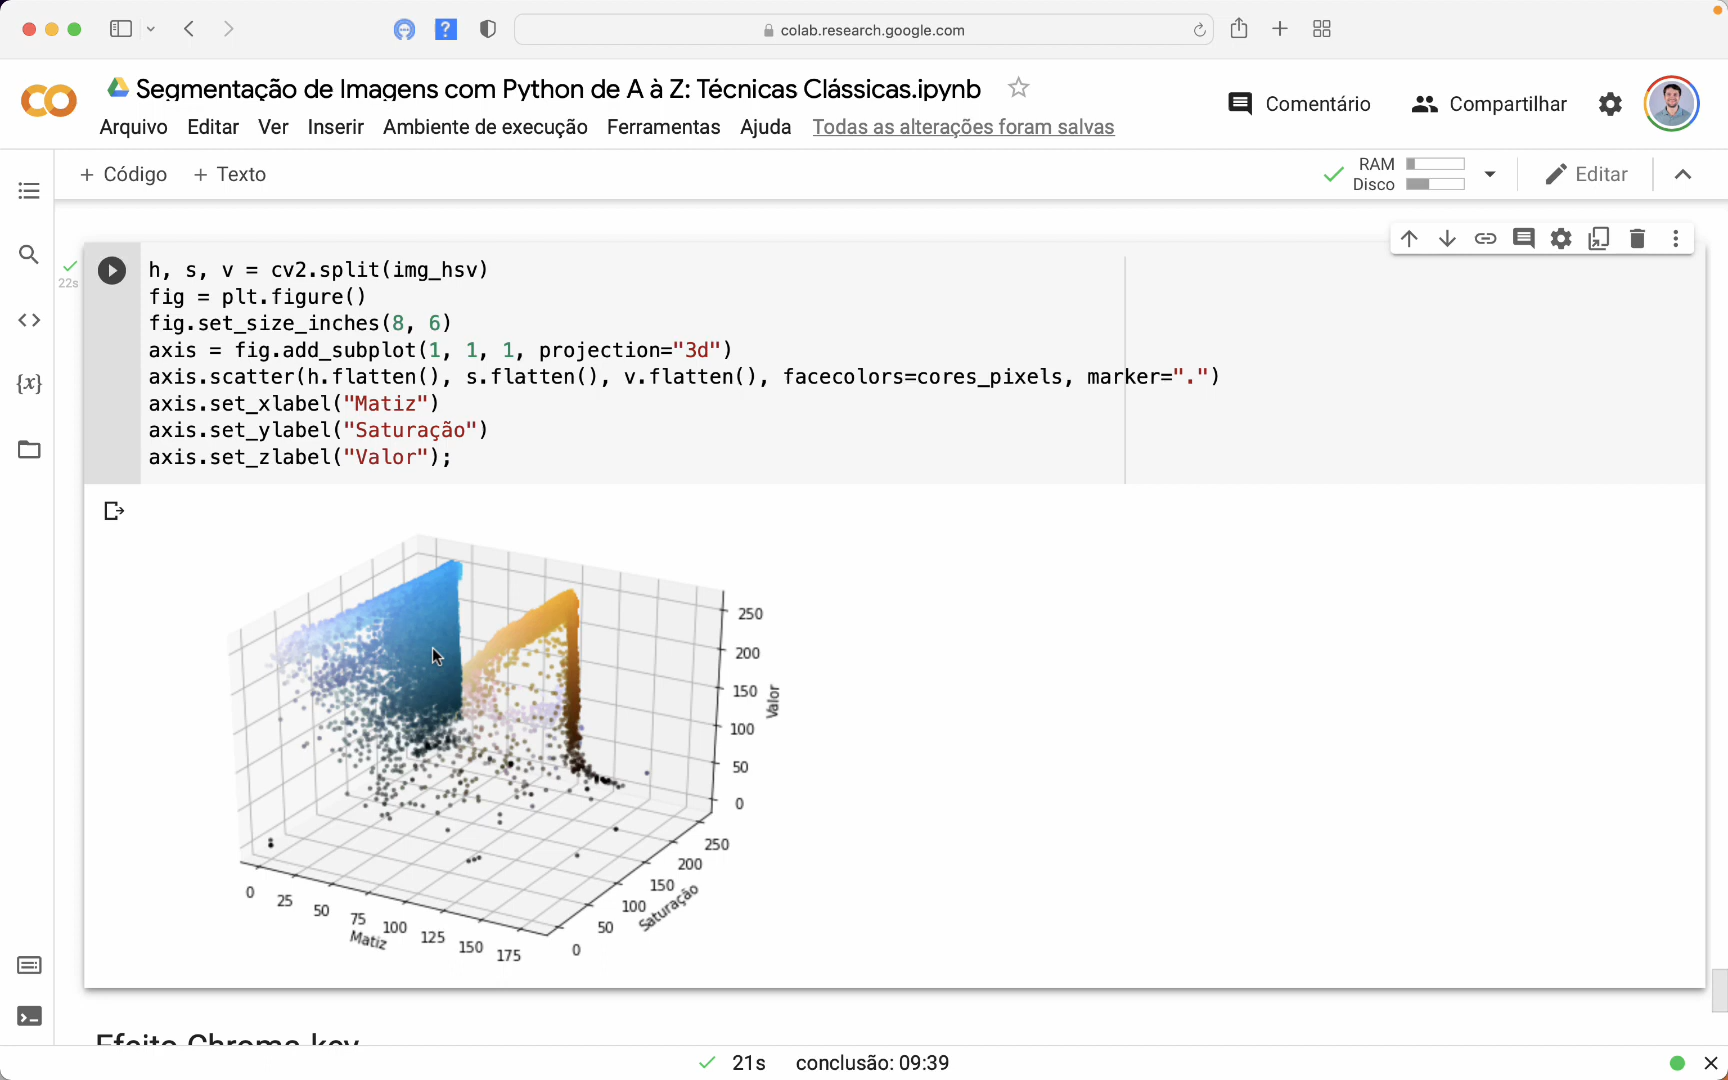 colab.research.google.com
Segmentação de Imagens com Python de A à Z: Técnicas Clássicas.ipynb
Comentário
Compartilhar
Arquivo Editar Ver Inserir Ambiente de execução Ferramentas Ajuda Todas as alterações foram salvas
+ Código + Texto
RAM
Disco
Editar
22s
h, s, v = cv2.split(img_hsv)
fig = plt.figure()
fig.set_size_inches(8, 6)
axis = fig.add_subplot(1, 1, 1, projection="3d")
axis.scatter(h.flatten(), s.flatten(), v.flatten(), facecolors=cores_pixels, marker=".")
axis.set_xlabel("Matiz")
axis.set_ylabel("Saturação")
axis.set_zlabel("Valor");
250
200
150
100
50
0
Valor
250
200
150
100
50
0
Saturação
0 25 50 75 100 125 150 175
Matiz
Efeito Chroma key
21s conclusão: 09:39